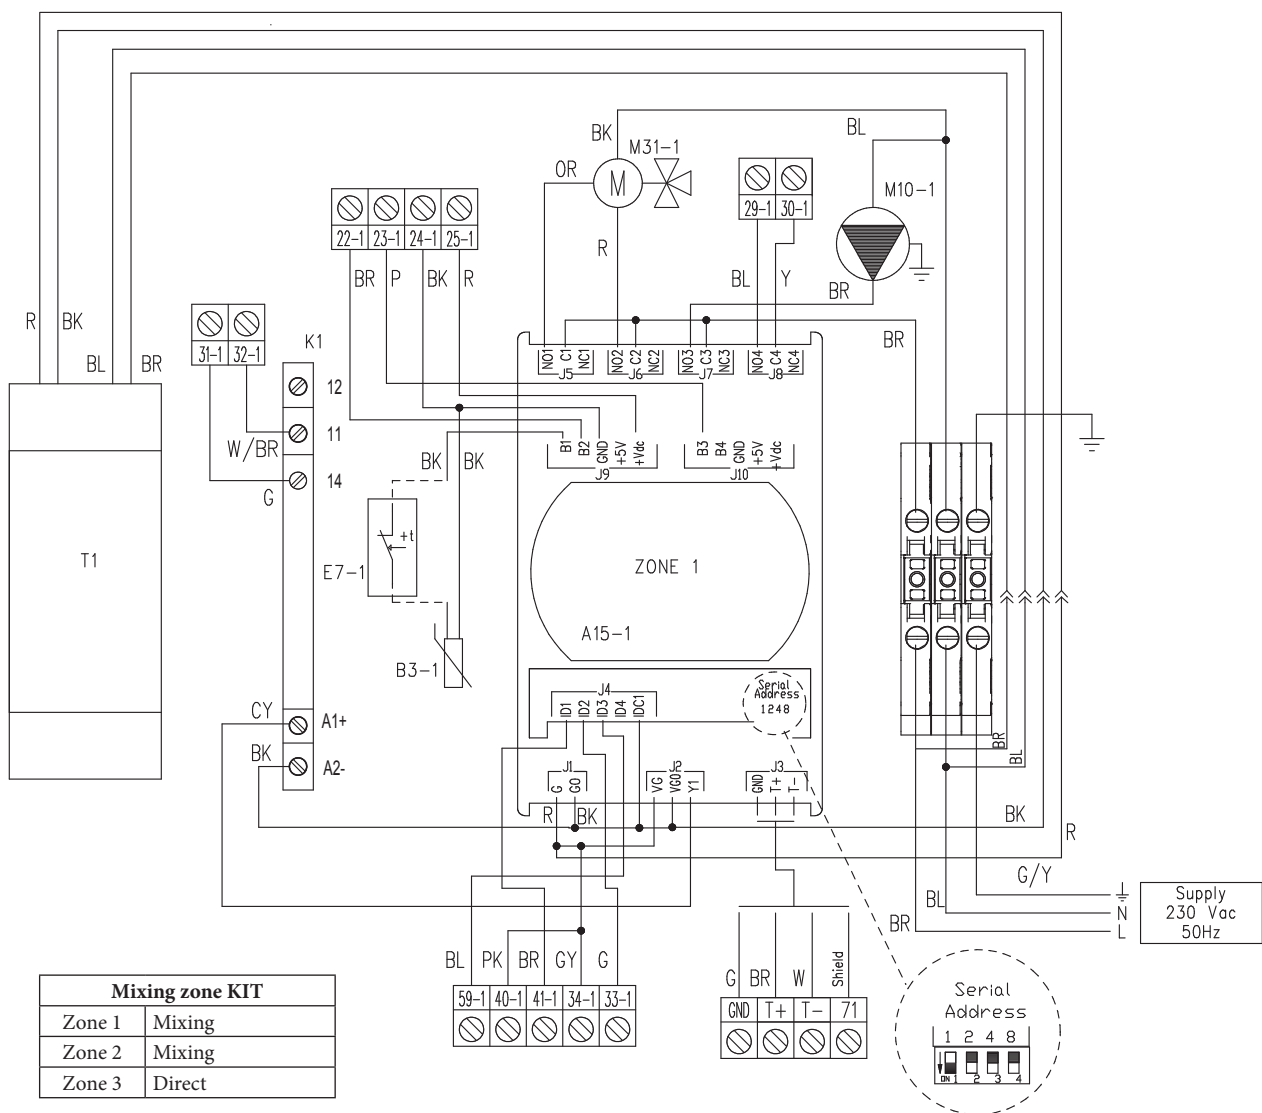 BK
M31-1
BL
OR
M
M10-1
29-1 30-1
22-1 23-1 24-1 25-1
R
BR P BK R
BL Y
BR
R BK
K1
BL BR
31-1 32-1
BR
NO1 C1 NC1 NO2 C2 NC2 NO3 C3 NC3 NO4 C4 NC4
J5 J6 J7 J8
12
11
W/BR
B1 B2 GND +5V +Vdc
B3 B4 GND +5V +Vdc
BK BK
J9 J10
14
G
+t
T1
E7-1
ZONE 1
A15-1
B3-1
J4
Serial
Address
1248
ID1 ID2 ID3 ID4 IDC1
CY A1+
BR
BL
BK A2-
J1 J2 J3
G GO VG VGO Y1 GND T+ T-
R BK
BK
R
G/Y
BL
BR
Supply
230 Vac
50Hz
N
L
BL PK BR GY G
G BR W Shield
59-1 40-1 41-1 34-1 33-1
GND T+ T- 71
Serial
Address
1 2 4 8
ON 1 2 3 4
Mixing zone KIT
Zone 1 Mixing
Zone 2 Mixing
Zone 3 Direct